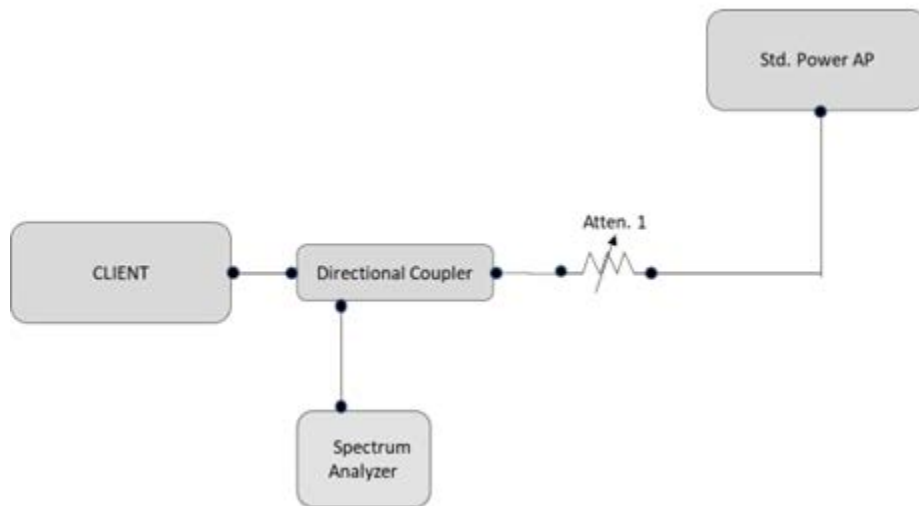 Std. Power AP
Atten. 1
CLIENT
Directional Coupler
Spectrum
Analyzer